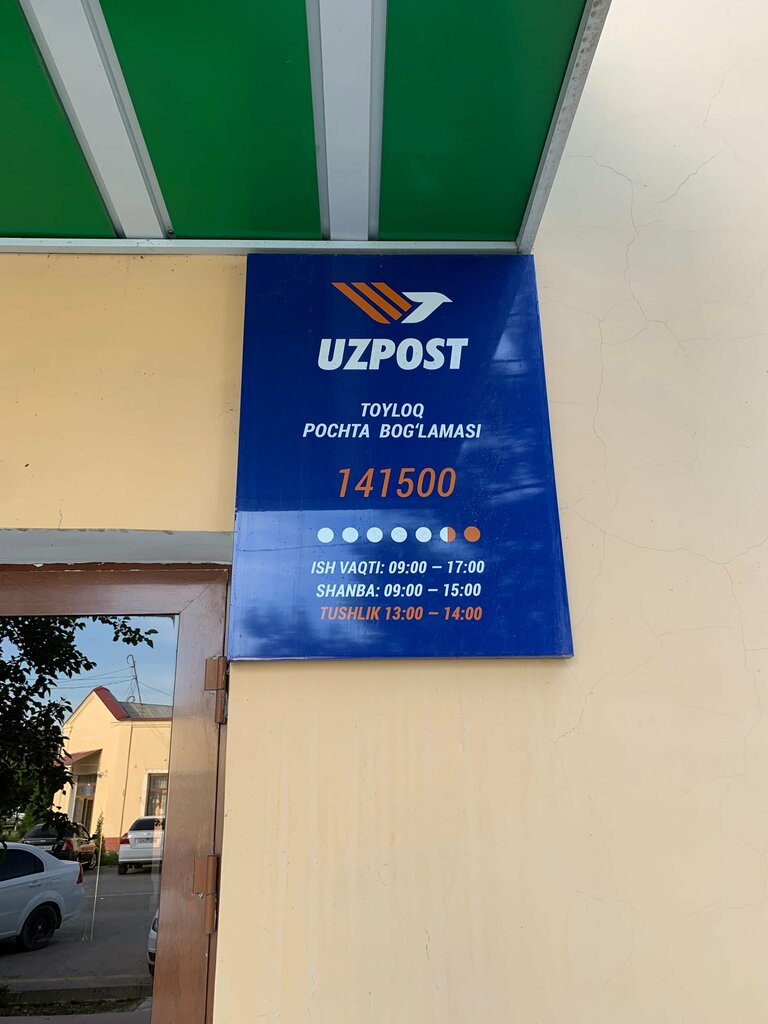 UZPOST
TOYLOQ
POCHTA BOG‘LAMASI
141500
ISH VAQTI: 09:00 – 17:00
SHANBA: 09:00 – 15:00
TUSHLIK 13:00 – 14:00